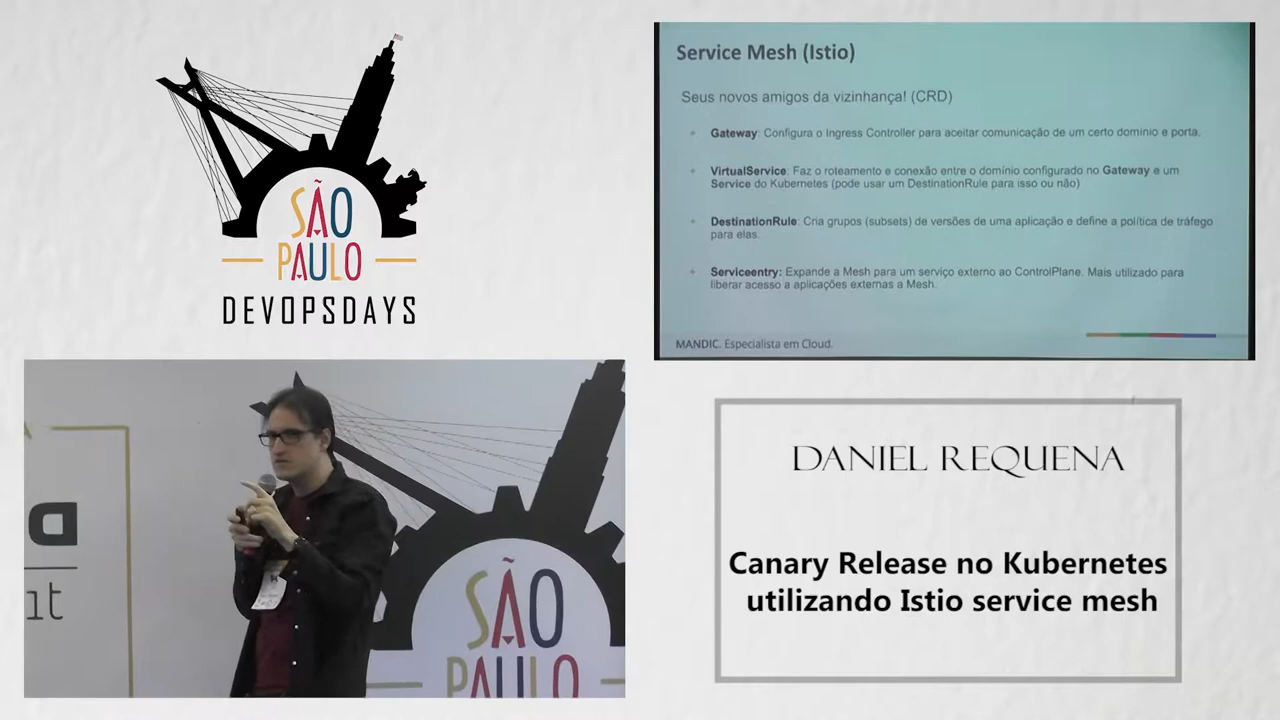 SÃO
PAULO
DEVOPSDAYS
Service Mesh (Istio)
Seus novos amigos da vizinhança! (CRD)
Gateway: Configura o Ingress Controller para aceitar comunicação de um certo domínio e porta.
VirtualService: Faz o roteamento e conexão entre o domínio configurado no Gateway e um
Service do Kubernetes (pode usar um DestinationRule para isso ou não)
DestinationRule: Cria grupos (subsets) de versões de uma aplicação e define a política de tráfego
para elas.
Serviceentry: Expande a Mesh para um serviço externo ao ControlPlane. Mais utilizado para
liberar acesso a aplicações externas a Mesh.
MANDIC. Especialista em Cloud.
SÃO
PAULO
DANIEL REQUENA
Canary Release no Kubernetes
utilizando Istio service mesh